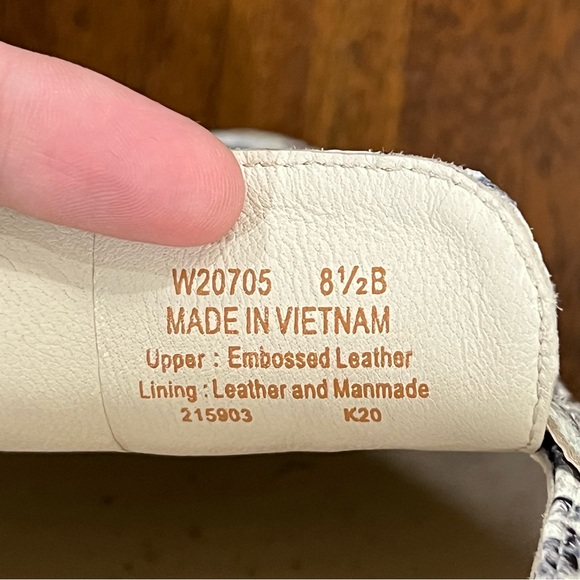 W20705 8½B
MADE IN VIETNAM
Upper : Embossed Leather
Lining : Leather and Manmade
215903 K20